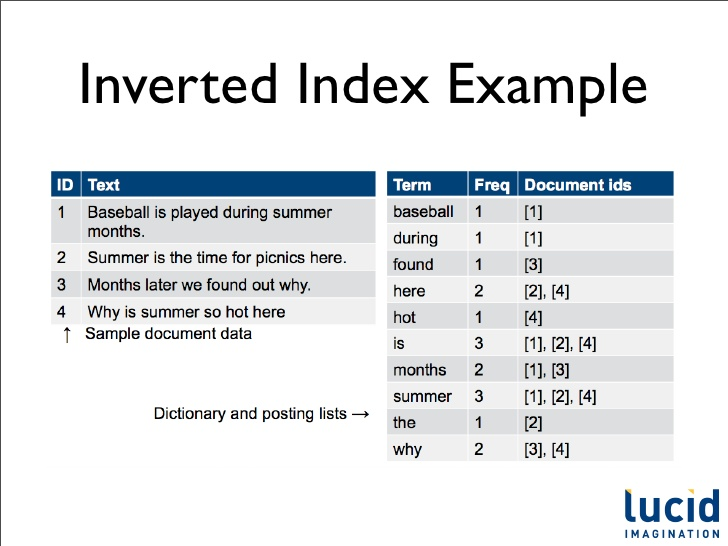 Inverted Index Example
ID Text
1 Baseball is played during summer
months.
2 Summer is the time for picnics here.
3 Months later we found out why.
4 Why is summer so hot here
↑ Sample document data
Dictionary and posting lists →
Term Freq Document ids
baseball 1 [1]
during 1 [1]
found 1 [3]
here 2 [2], [4]
hot 1 [4]
is 3 [1], [2], [4]
months 2 [1], [3]
summer 3 [1], [2], [4]
the 1 [2]
why 2 [3], [4]
lucid
IMAGINATION